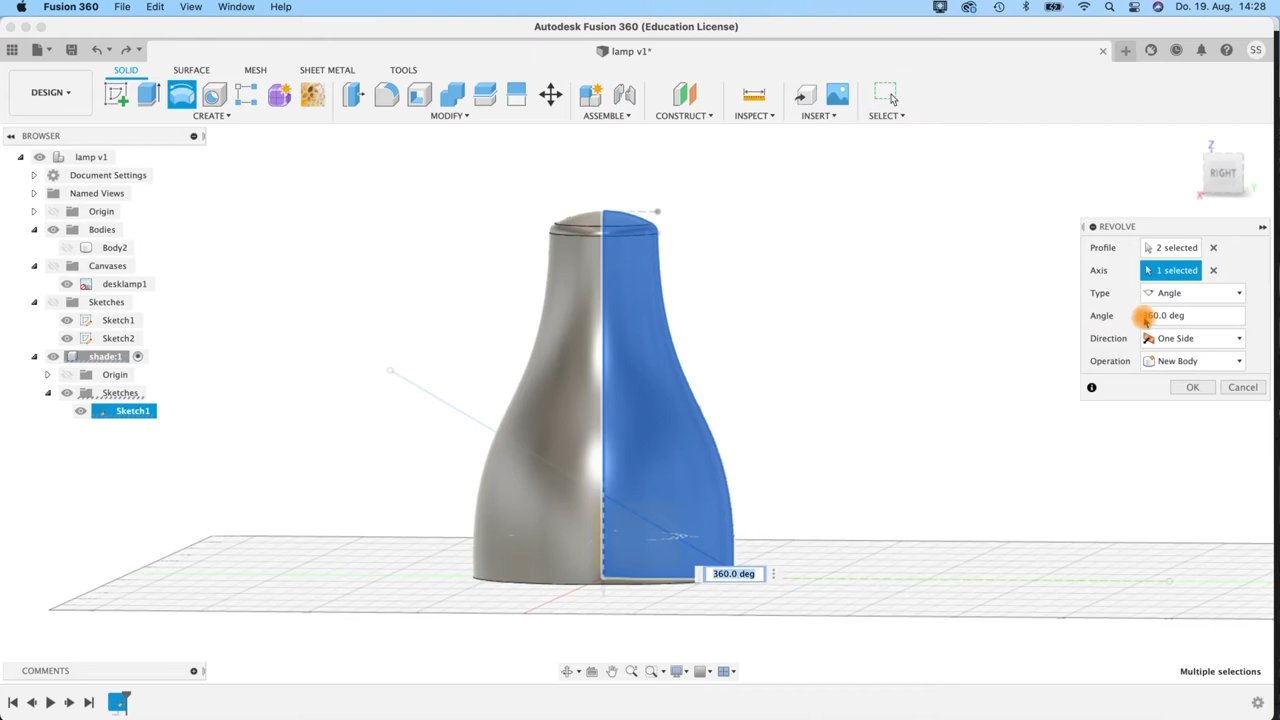 Fusion 360 File Edit View Window Help Do. 19. Aug. 14:28
Autodesk Fusion 360 (Education License)
lamp v1*
SS
DESIGN
SOLID SURFACE MESH SHEET METAL TOOLS
CREATE MODIFY ASSEMBLE CONSTRUCT INSPECT INSERT SELECT
BROWSER
lamp v1
Document Settings
Named Views
Origin
Bodies
Body2
Canvases
desklamp1
Sketches
Sketch1
Sketch2
shade:1
Origin
Sketches
Sketch1
Z
RIGHT
X
Y
REVOLVE
Profile 2 selected
Axis 1 selected
Type Angle
Angle 360.0 deg
Direction One Side
Operation New Body
OK Cancel
360.0 deg
COMMENTS
Multiple selections